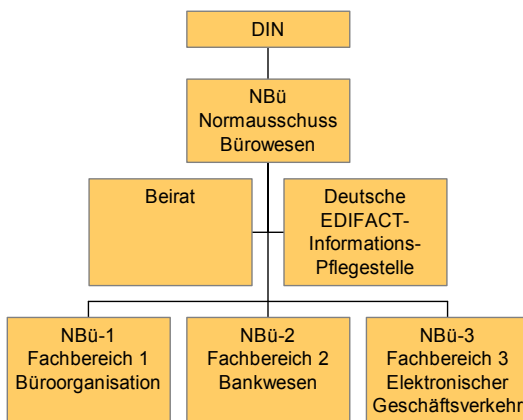 DIN
NBü
Normausschuss
Bürowesen
Beirat
Deutsche
EDIFACT-
Informations-
Pflegestelle
NBü-1
Fachbereich 1
Büroorganisation
NBü-2
Fachbereich 2
Bankwesen
NBü-3
Fachbereich 3
Elektronischer
Geschäftsverkehr